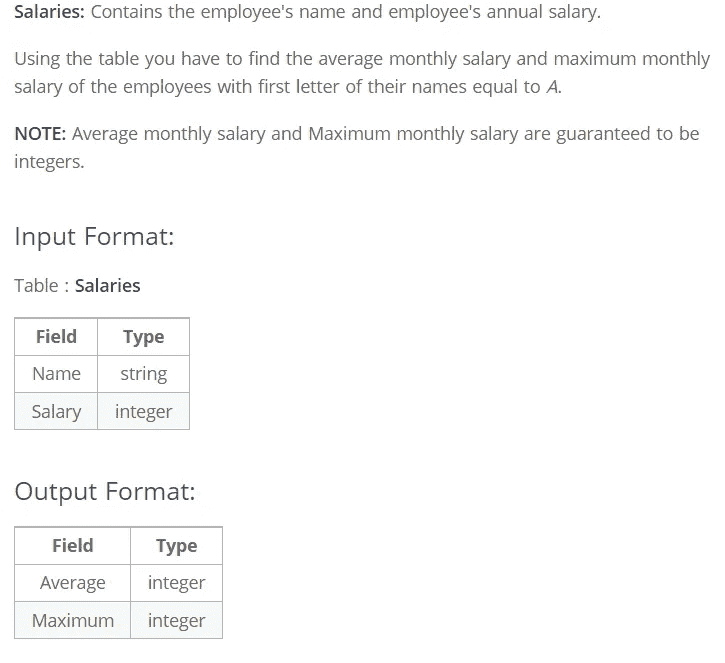 Salaries: Contains the employee's name and employee's annual salary.
Using the table you have to find the average monthly salary and maximum monthly
salary of the employees with first letter of their names equal to A.
NOTE: Average monthly salary and Maximum monthly salary are guaranteed to be
integers.
Input Format:
Table : Salaries
Field Type
Name string
Salary integer
Output Format:
Field Type
Average integer
Maximum integer